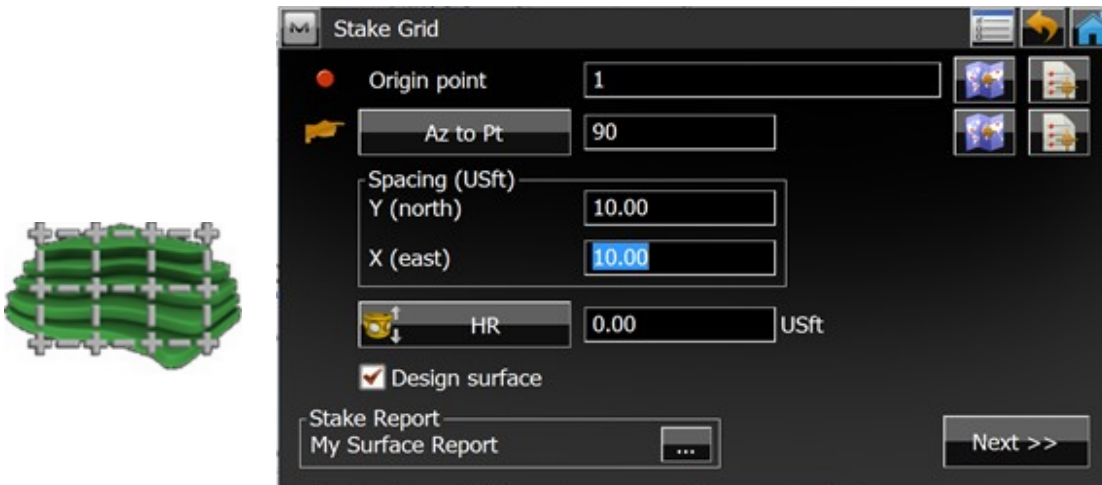 M Stake Grid
Origin point 1
Az to Pt 90
Spacing (USft)
Y (north) 10.00
X (east) 10.00
HR 0.00 USft
Design surface
Stake Report
My Surface Report ...
Next >>